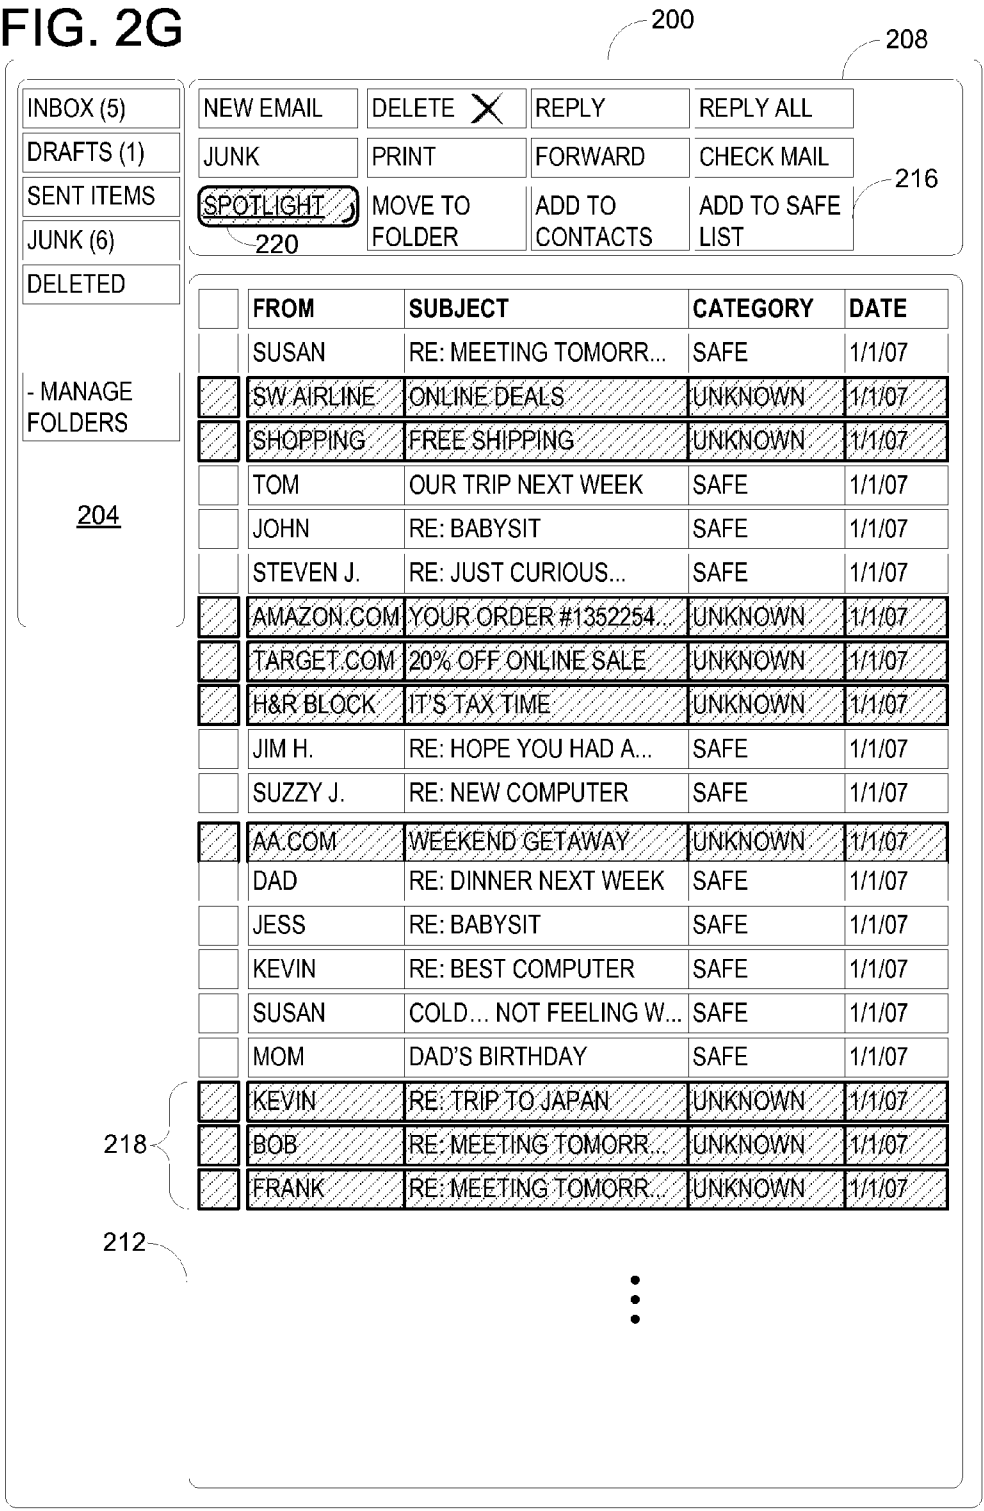 FIG. 2G
200
208
INBOX (5)
DRAFTS (1)
SENT ITEMS
JUNK (6)
DELETED
- MANAGE
FOLDERS
204
NEW EMAIL DELETE X REPLY REPLY ALL
JUNK PRINT FORWARD CHECK MAIL
SPOTLIGHT MOVE TO FOLDER ADD TO CONTACTS ADD TO SAFE LIST
216
220
FROM SUBJECT CATEGORY DATE
SUSAN RE: MEETING TOMORR... SAFE 1/1/07
SW AIRLINE ONLINE DEALS UNKNOWN 1/1/07
SHOPPING FREE SHIPPING UNKNOWN 1/1/07
TOM OUR TRIP NEXT WEEK SAFE 1/1/07
JOHN RE: BABYSIT SAFE 1/1/07
STEVEN J. RE: JUST CURIOUS... SAFE 1/1/07
AMAZON.COM YOUR ORDER #1352254... UNKNOWN 1/1/07
TARGET.COM 20% OFF ONLINE SALE UNKNOWN 1/1/07
H&R BLOCK IT'S TAX TIME UNKNOWN 1/1/07
JIM H. RE: HOPE YOU HAD A... SAFE 1/1/07
SUZZY J. RE: NEW COMPUTER SAFE 1/1/07
AA.COM WEEKEND GETAWAY UNKNOWN 1/1/07
DAD RE: DINNER NEXT WEEK SAFE 1/1/07
JESS RE: BABYSIT SAFE 1/1/07
KEVIN RE: BEST COMPUTER SAFE 1/1/07
SUSAN COLD... NOT FEELING W... SAFE 1/1/07
MOM DAD'S BIRTHDAY SAFE 1/1/07
KEVIN RE: TRIP TO JAPAN UNKNOWN 1/1/07
218 BOB RE: MEETING TOMORR... UNKNOWN 1/1/07
FRANK RE: MEETING TOMORR... UNKNOWN 1/1/07
212